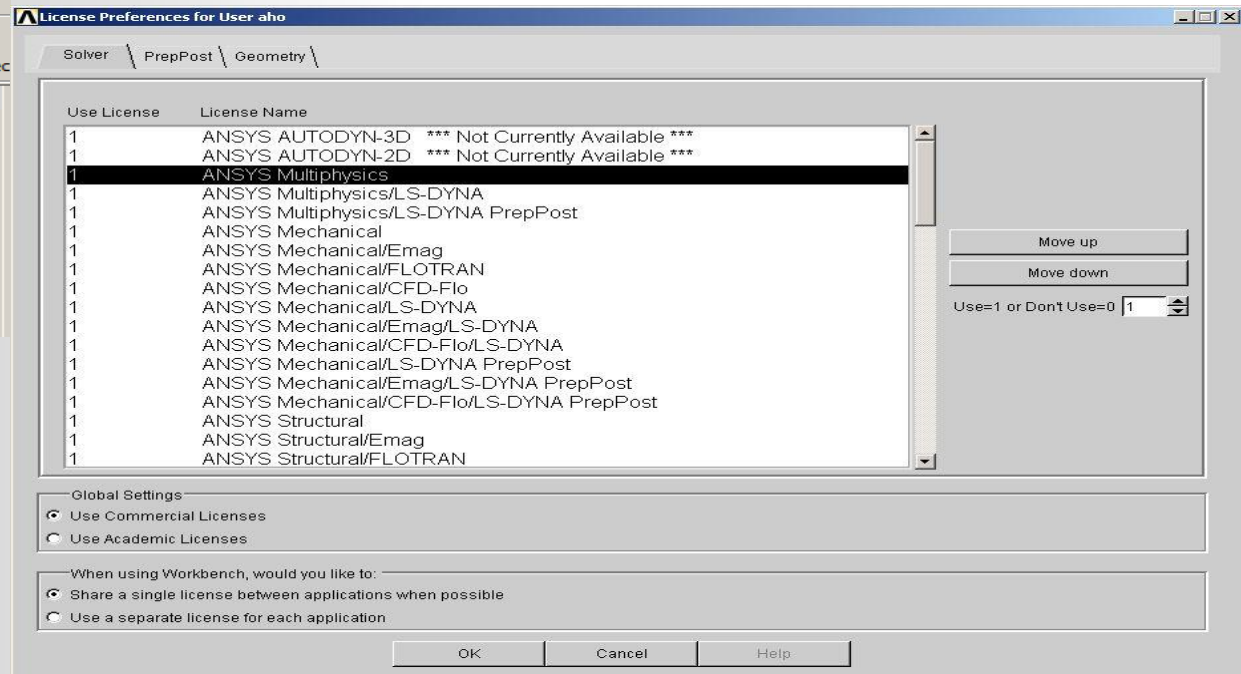 License Preferences for User aho
ec
Solver PrepPost Geometry
Use License License Name
1 ANSYS AUTODYN-3D *** Not Currently Available ***
1 ANSYS AUTODYN-2D *** Not Currently Available ***
1 ANSYS Multiphysics
1 ANSYS Multiphysics/LS-DYNA
1 ANSYS Multiphysics/LS-DYNA PrepPost
1 ANSYS Mechanical
1 ANSYS Mechanical/Emag
1 ANSYS Mechanical/FLOTRAN
1 ANSYS Mechanical/CFD-Flo
1 ANSYS Mechanical/LS-DYNA
1 ANSYS Mechanical/Emag/LS-DYNA
1 ANSYS Mechanical/CFD-Flo/LS-DYNA
1 ANSYS Mechanical/LS-DYNA PrepPost
1 ANSYS Mechanical/Emag/LS-DYNA PrepPost
1 ANSYS Mechanical/CFD-Flo/LS-DYNA PrepPost
1 ANSYS Structural
1 ANSYS Structural/Emag
1 ANSYS Structural/FLOTRAN
Move up
Move down
Use=1 or Don't Use=0 1
Global Settings
Use Commercial Licenses
Use Academic Licenses
When using Workbench, would you like to:
Share a single license between applications when possible
Use a separate license for each application
OK Cancel Help